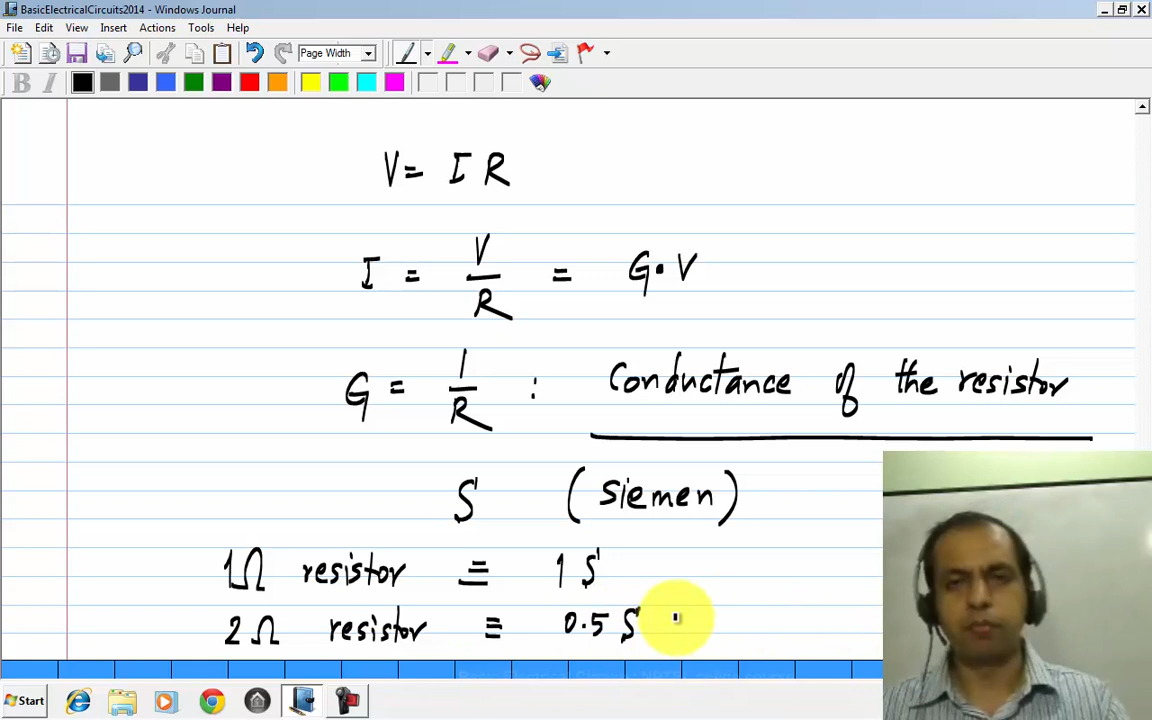 BasicElectricalCircuits2014 - Windows Journal
File Edit View Insert Actions Tools Help
Page Width
B I
V= I R
I = V/R = G•V
G = 1/R : Conductance of the resistor
S (Siemen)
1Ω resistor ≡ 1 S
2Ω resistor ≡ 0.5 S
Start